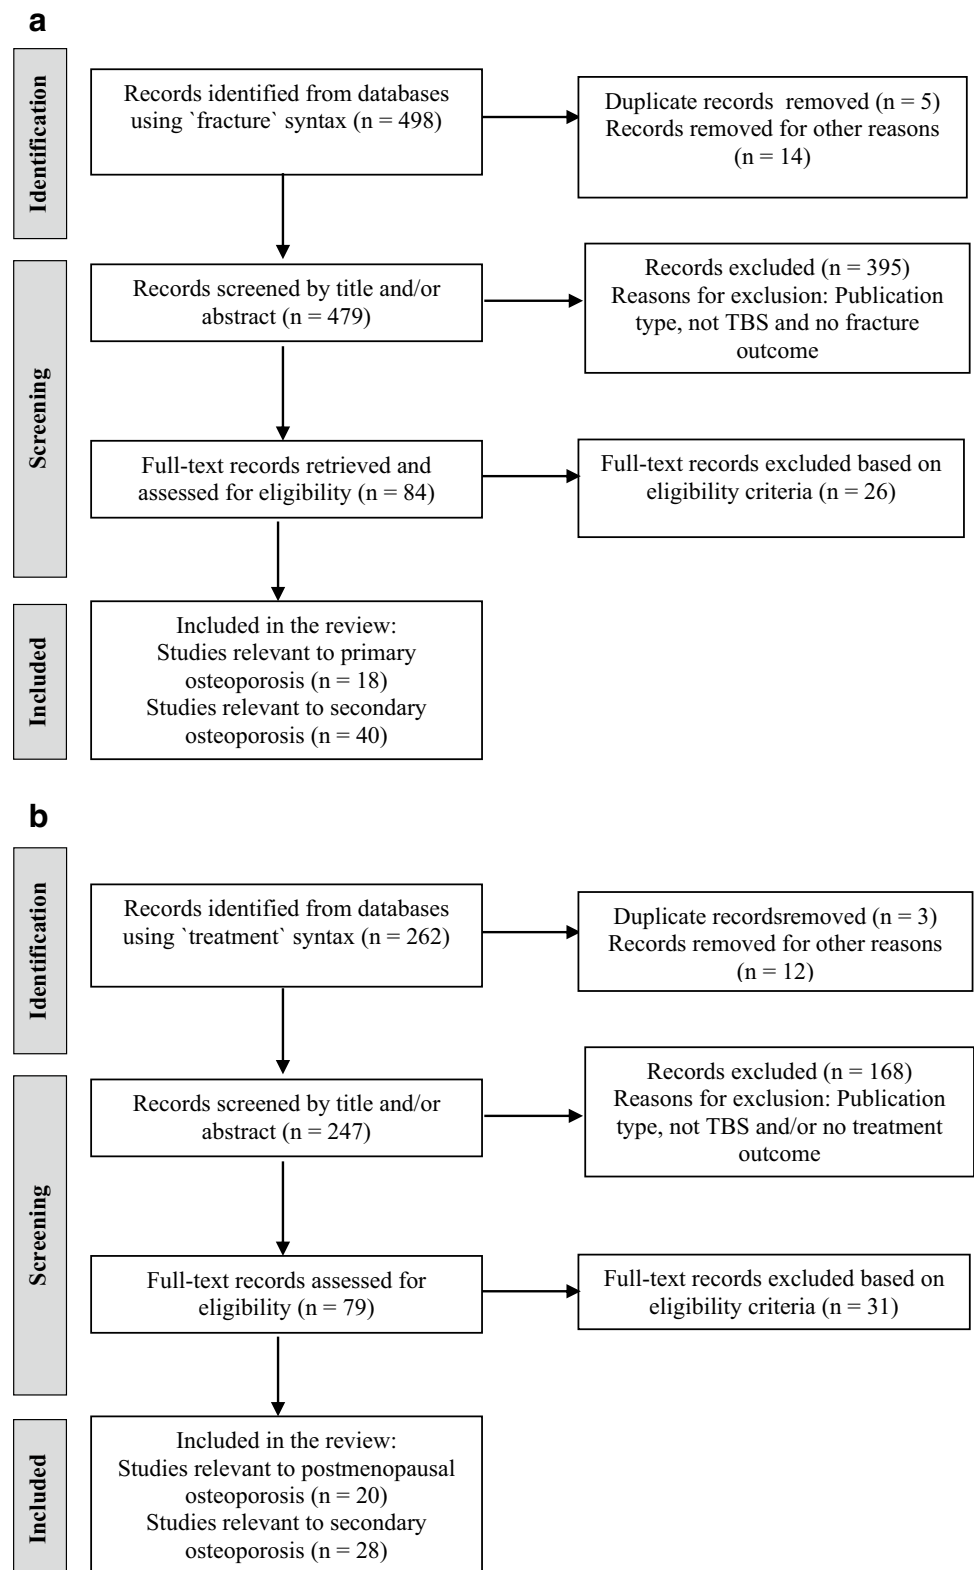 a
Identification
Records identified from databases
using `fracture` syntax (n = 498)
Duplicate records removed (n = 5)
Records removed for other reasons
(n = 14)
Screening
Records screened by title and/or
abstract (n = 479)
Records excluded (n = 395)
Reasons for exclusion: Publication
type, not TBS and no fracture
outcome
Full-text records retrieved and
assessed for eligibility (n = 84)
Full-text records excluded based on
eligibility criteria (n = 26)
Included
Included in the review:
Studies relevant to primary
osteoporosis (n = 18)
Studies relevant to secondary
osteoporosis (n = 40)
b
Identification
Records identified from databases
using `treatment` syntax (n = 262)
Duplicate recordsremoved (n = 3)
Records removed for other reasons
(n = 12)
Screening
Records screened by title and/or
abstract (n = 247)
Records excluded (n = 168)
Reasons for exclusion: Publication
type, not TBS and/or no treatment
outcome
Full-text records assessed for
eligibility (n = 79)
Full-text records excluded based on
eligibility criteria (n = 31)
Included
Included in the review:
Studies relevant to postmenopausal
osteoporosis (n = 20)
Studies relevant to secondary
osteoporosis (n = 28)